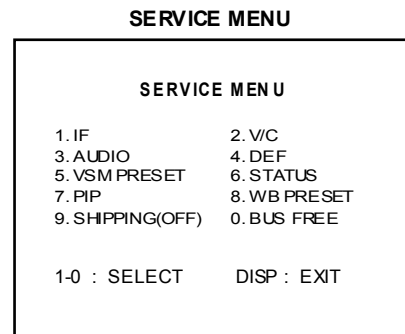 SERVICE MENU
SERVICE MENU
1. IF 2. V/C
3. AUDIO 4. DEF
5. VSM PRESET 6. STATUS
7. PIP 8. WB PRESET
9. SHIPPING(OFF) 0. BUS FREE
1-0 : SELECT DISP : EXIT